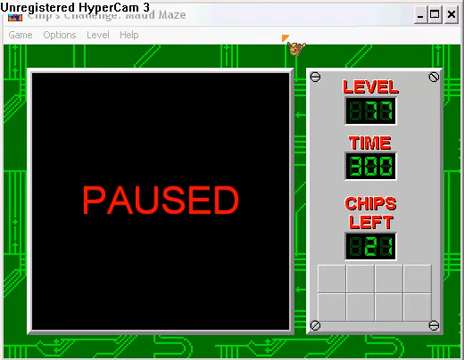 Unregistered HyperCam 3
Chip's Challenge: Maud Maze
Game Options Level Help
LEVEL
77
TIME
300
PAUSED
CHIPS
LEFT
21